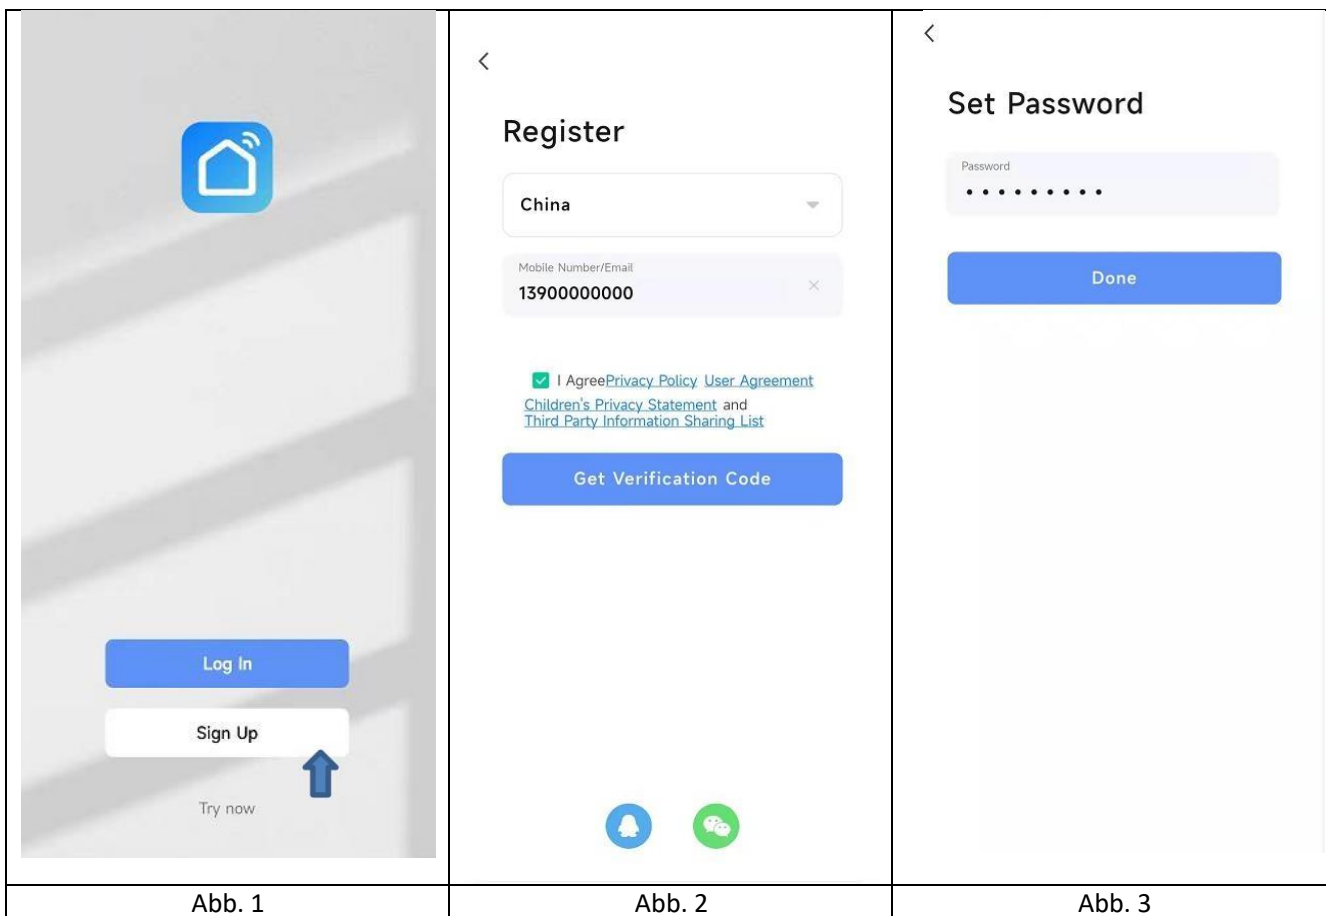 Log In
Sign Up
Try now
Abb. 1
Register
China
Mobile Number/Email
13900000000
I AgreePrivacy Policy User Agreement
Children's Privacy Statement and
Third Party Information Sharing List
Get Verification Code
Abb. 2
Set Password
Password
Done
Abb. 3